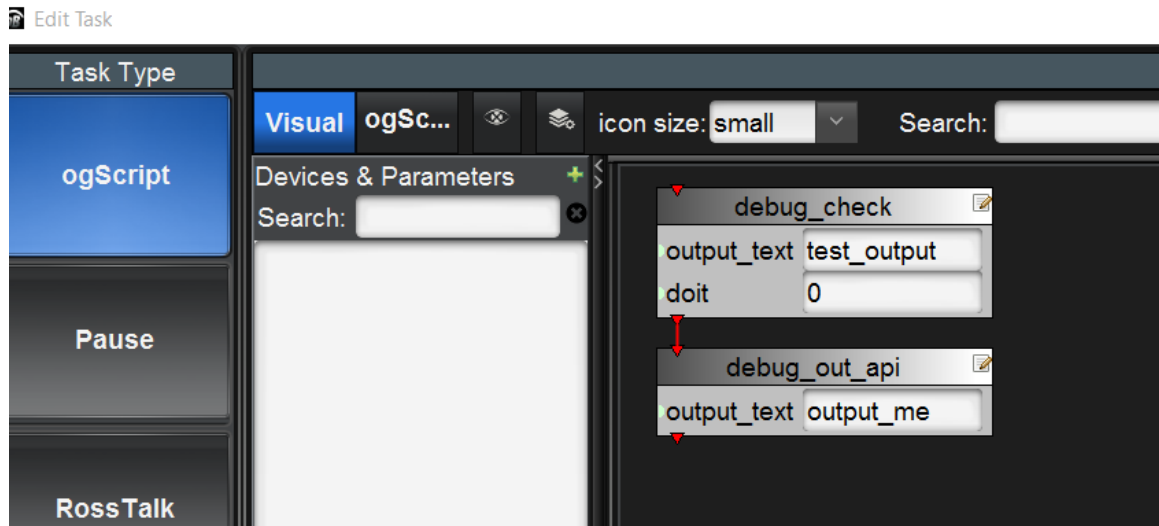 Edit Task
Task Type
Visual ogSc... icon size: small Search:
ogScript
Devices & Parameters
Search:
debug_check
output_text test_output
doit 0
Pause
debug_out_api
output_text output_me
RossTalk